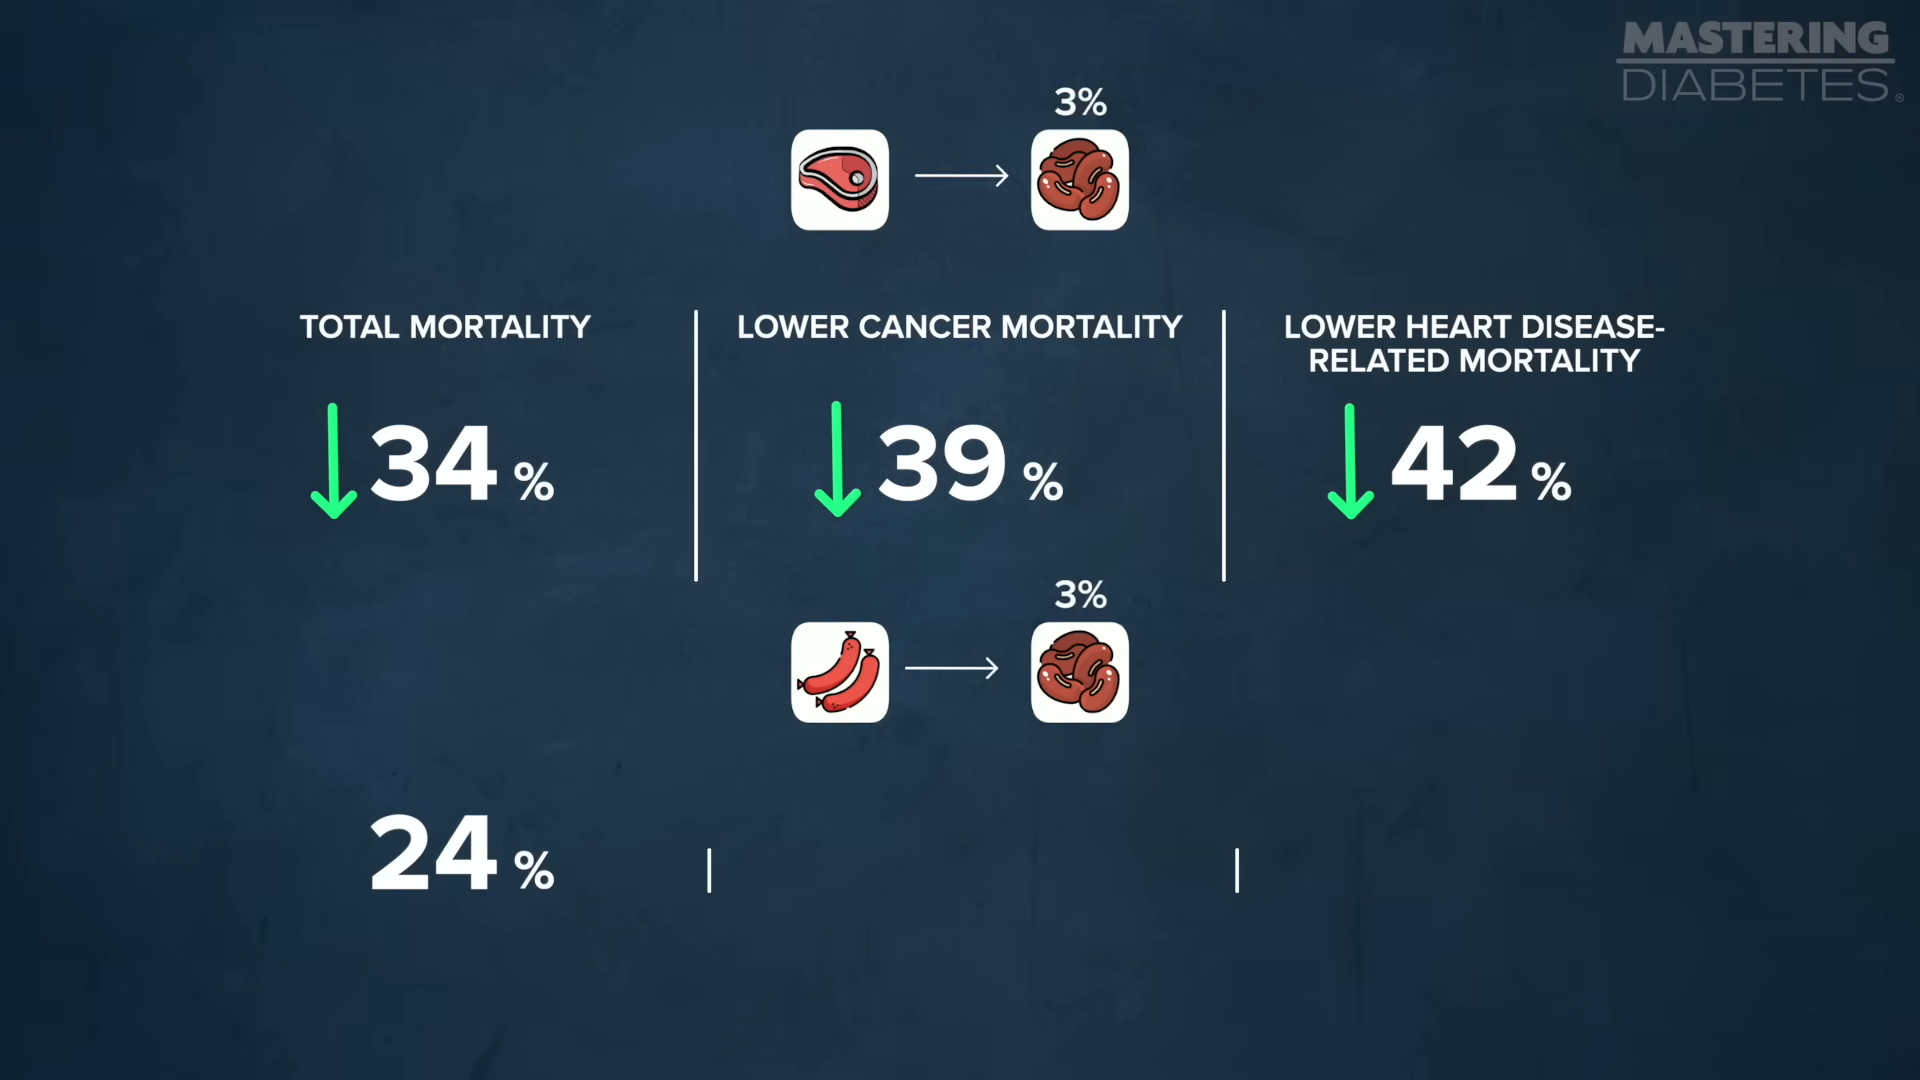 MASTERING
DIABETES®
3%
TOTAL MORTALITY
LOWER CANCER MORTALITY
LOWER HEART DISEASE-
RELATED MORTALITY
34 %
39 %
42 %
3%
24 %